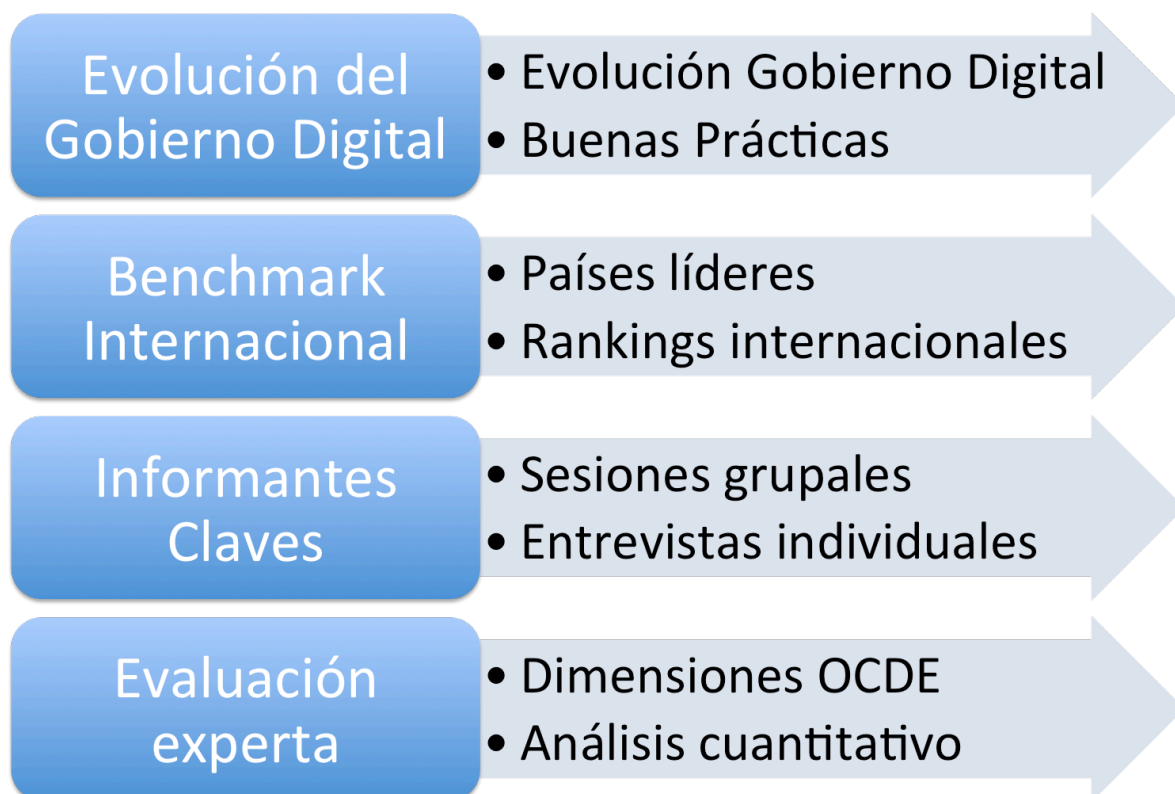 Evolución del
Gobierno Digital
• Evolución Gobierno Digital
• Buenas Prácticas
Benchmark
Internacional
• Países líderes
• Rankings internacionales
Informantes
Claves
• Sesiones grupales
• Entrevistas individuales
Evaluación
experta
• Dimensiones OCDE
• Análisis cuantitativo